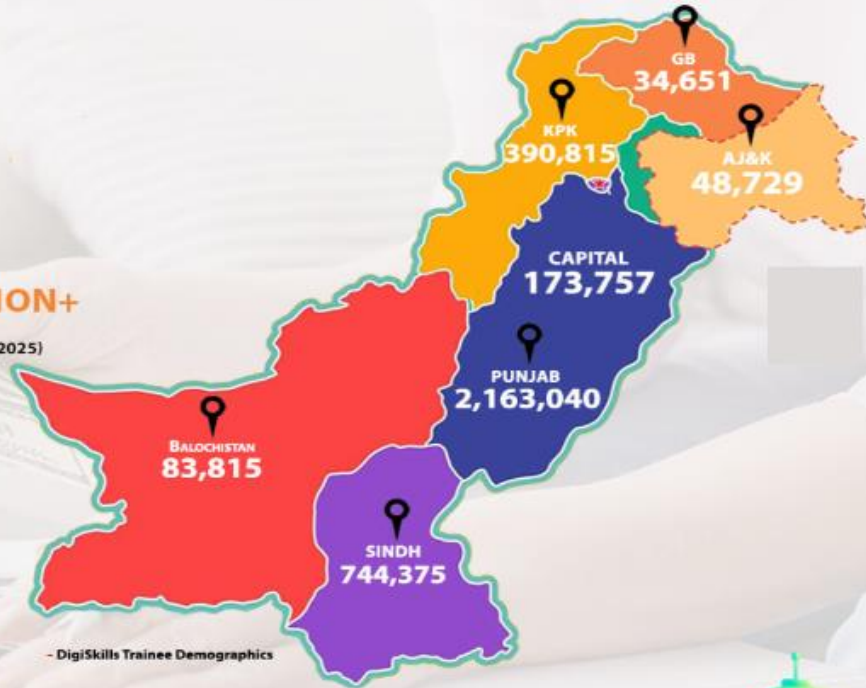 GB
34,651
KPK
390,815
AJ&K
48,729
CAPITAL
173,757
ION+
2025)
PUNJAB
2,163,040
BALOCHISTAN
83,815
SINDH
744,375
– DigiSkills Trainee Demographics